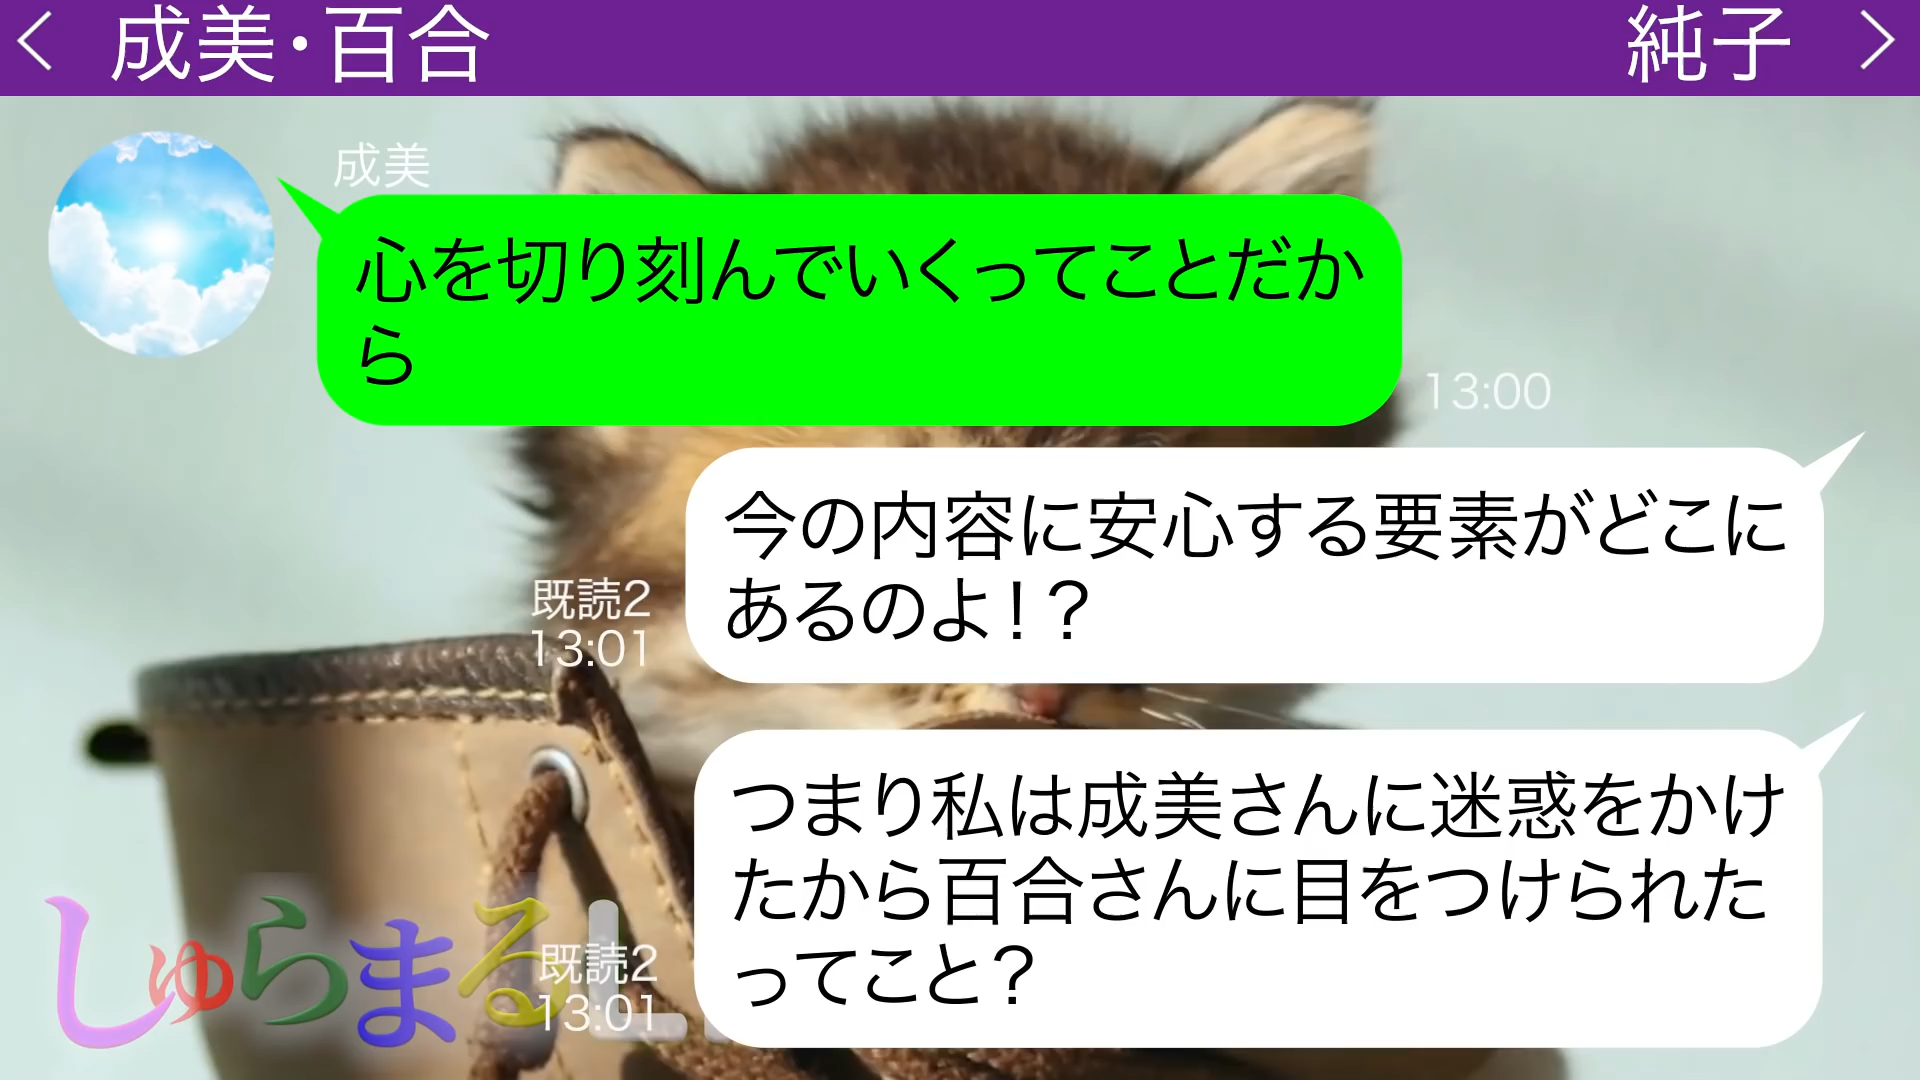 成美・百合
純子
成美
心を切り刻んでいくってことだか
ら
13:00
今の内容に安心する要素がどこに
あるのよ！？
既読2
13:01
つまり私は成美さんに迷惑をかけ
たから百合さんに目をつけられた
ってこと？
既読2
13:01
しゅらまる